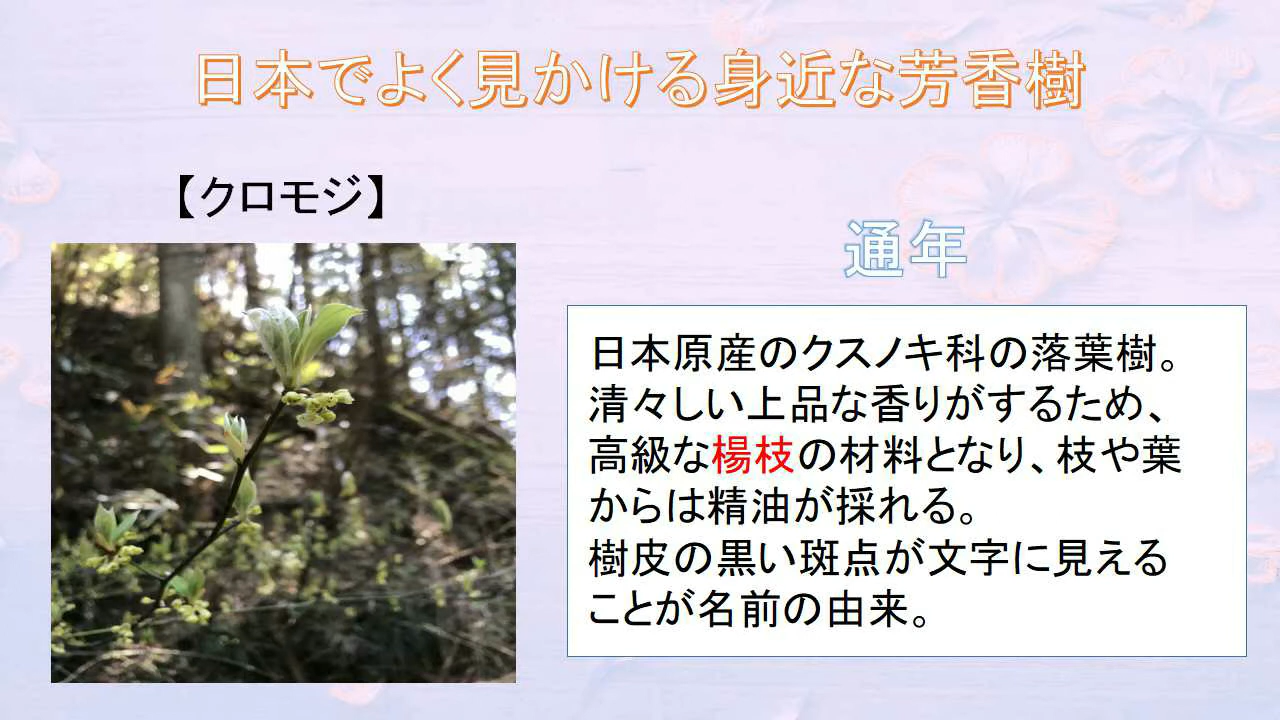 日本でよく見かける身近な芳香樹
【クロモジ】
通年
日本原産のクスノキ科の落葉樹。
清々しい上品な香りがするため、
高級な楊枝の材料となり、枝や葉
からは精油が採れる。
樹皮の黒い斑点が文字に見える
ことが名前の由来。